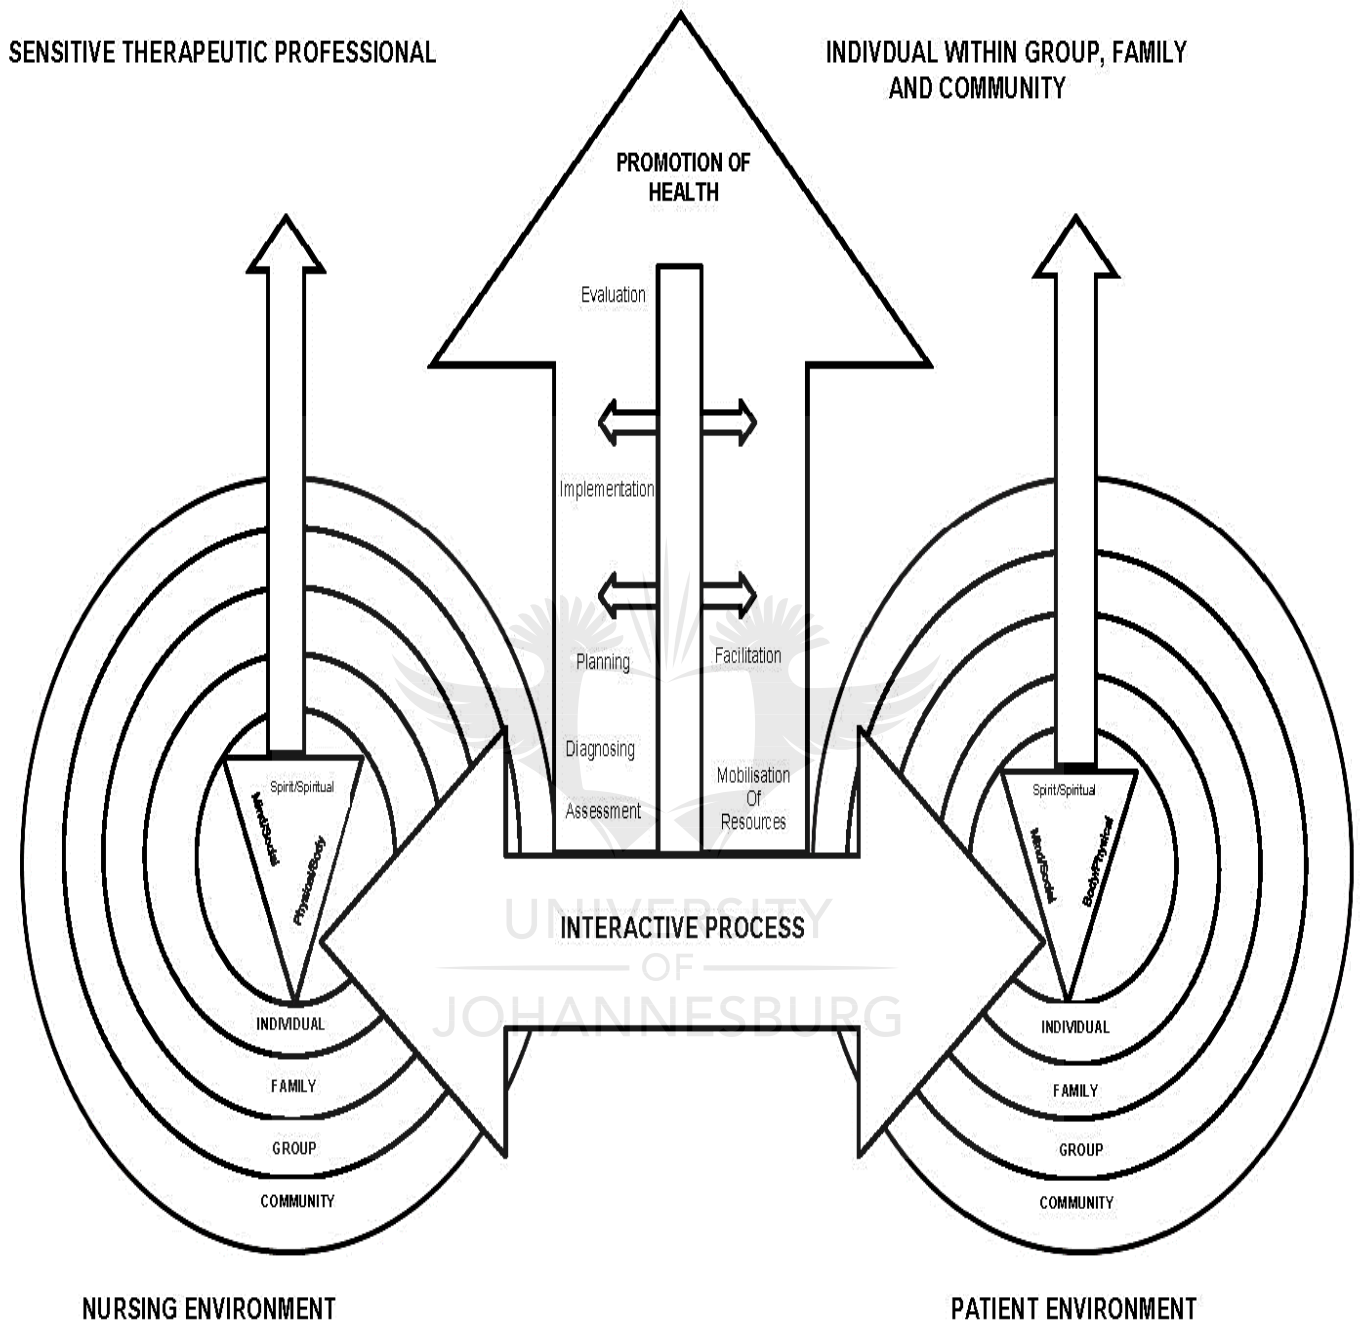 SENSITIVE THERAPEUTIC PROFESSIONAL
INDIVDUAL WITHIN GROUP, FAMILY
AND COMMUNITY
PROMOTION OF
HEALTH
Evaluation
Implementation
Planning
Facilitation
Diagnosing
Mobilisation
Of
Resources
Assessment
Spirit/Spiritual
Mind/Social
Physical/Body
Spirit/Spiritual
Mind/Social
Body/Physical
UNIVERSITY
OF
JOHANNESBURG
INTERACTIVE PROCESS
INDIVIDUAL
FAMILY
GROUP
COMMUNITY
INDIVIDUAL
FAMILY
GROUP
COMMUNITY
NURSING ENVIRONMENT
PATIENT ENVIRONMENT